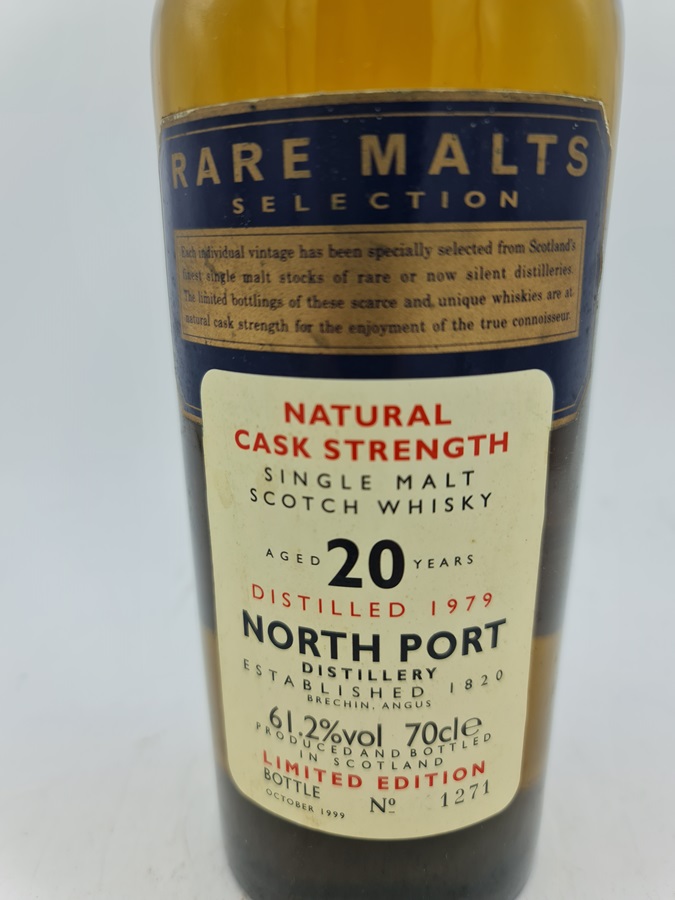 RARE MALTS
SELECTION
Each individual vintage has been specially selected from Scotland's
finest single malt stocks of rare or now silent distilleries.
The limited bottlings of these scarce and unique whiskies are at
natural cask strength for the enjoyment of the true connoisseur.
NATURAL
CASK STRENGTH
SINGLE MALT
SCOTCH WHISKY
AGED 20 YEARS
DISTILLED 1979
NORTH PORT
DISTILLERY
ESTABLISHED 1820
BRECHIN, ANGUS
61.2%vol 70cle
PRODUCED AND BOTTLED
IN SCOTLAND
LIMITED EDITION
BOTTLE
OCTOBER 1999 Nº 1271